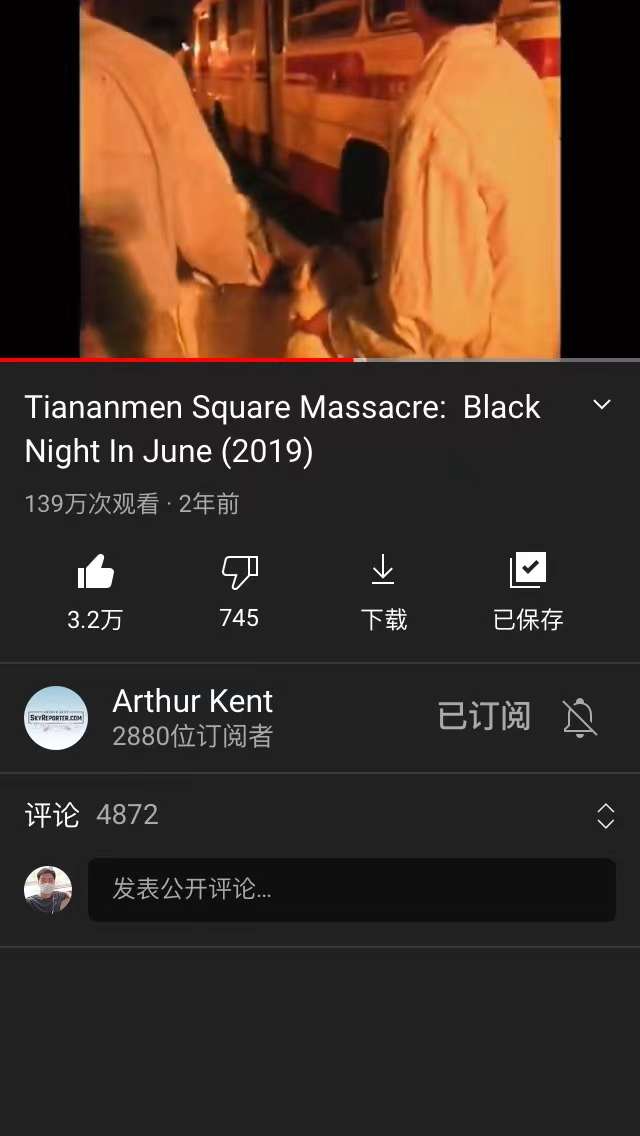 Tiananmen Square Massacre: Black
Night In June (2019)
139万次观看 · 2年前
3.2万
745
下载
已保存
SKYREPORTER.COM
Arthur Kent
2880位订阅者
已订阅
评论 4872
发表公开评论...